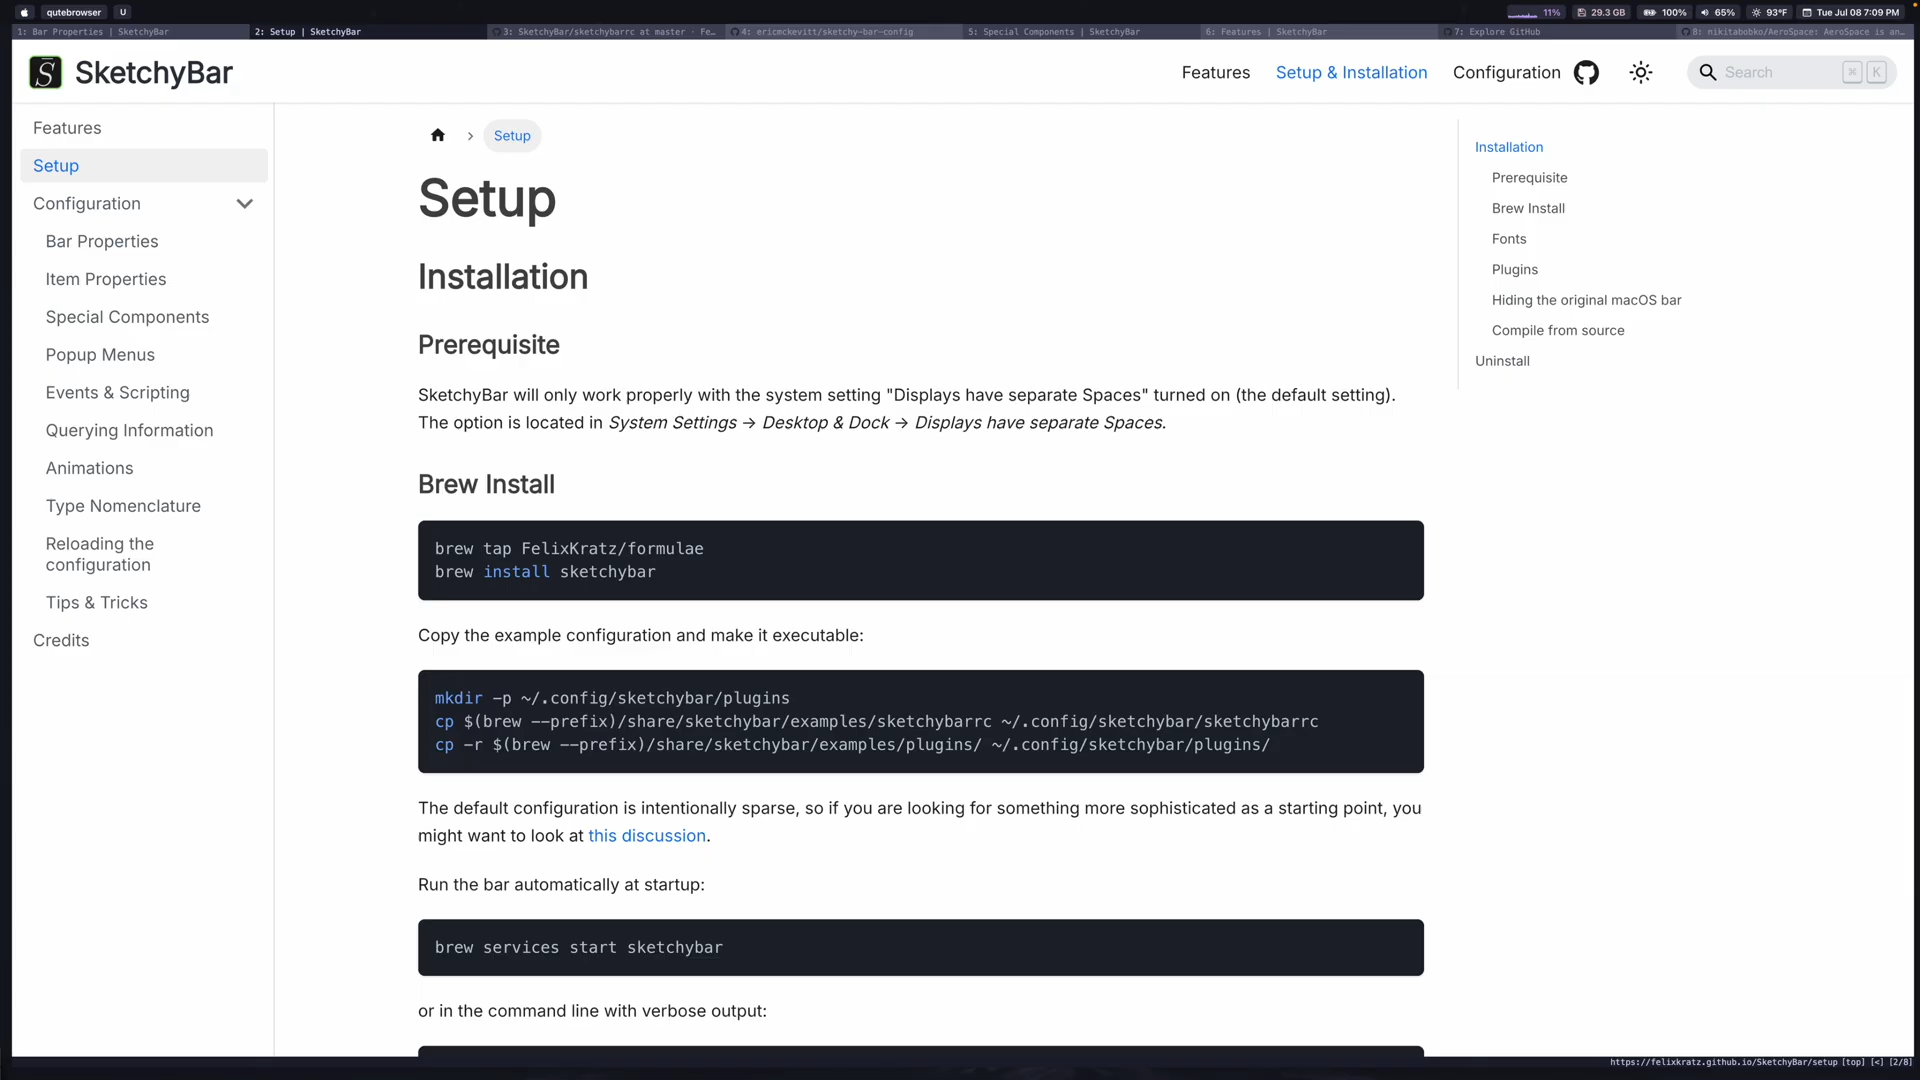 qutebrowser U 11% 29.3 GB 100% 65% 93°F Tue Jul 08 7:09 PM
1: Bar Properties | SketchyBar 2: Setup | SketchyBar 3: SketchyBar/sketchybarrc at master · Fe… 4: ericmckevitt/sketchy-bar-config 5: Special Components | SketchyBar 6: Features | SketchyBar 7: Explore GitHub 8: nikitabobko/AeroSpace: AeroSpace is an…
S SketchyBar Features Setup & Installation Configuration Search ⌘ K
Features
Setup
Configuration
Bar Properties
Item Properties
Special Components
Popup Menus
Events & Scripting
Querying Information
Animations
Type Nomenclature
Reloading the
configuration
Tips & Tricks
Credits
> Setup
Setup
Installation
Prerequisite
SketchyBar will only work properly with the system setting "Displays have separate Spaces" turned on (the default setting).
The option is located in System Settings → Desktop & Dock → Displays have separate Spaces.
Brew Install
brew tap FelixKratz/formulae
brew install sketchybar
Copy the example configuration and make it executable:
mkdir -p ~/.config/sketchybar/plugins
cp $(brew --prefix)/share/sketchybar/examples/sketchybarrc ~/.config/sketchybar/sketchybarrc
cp -r $(brew --prefix)/share/sketchybar/examples/plugins/ ~/.config/sketchybar/plugins/
The default configuration is intentionally sparse, so if you are looking for something more sophisticated as a starting point, you
might want to look at this discussion.
Run the bar automatically at startup:
brew services start sketchybar
or in the command line with verbose output:
Installation
Prerequisite
Brew Install
Fonts
Plugins
Hiding the original macOS bar
Compile from source
Uninstall
https://felixkratz.github.io/SketchyBar/setup [top] [<] [2/8]